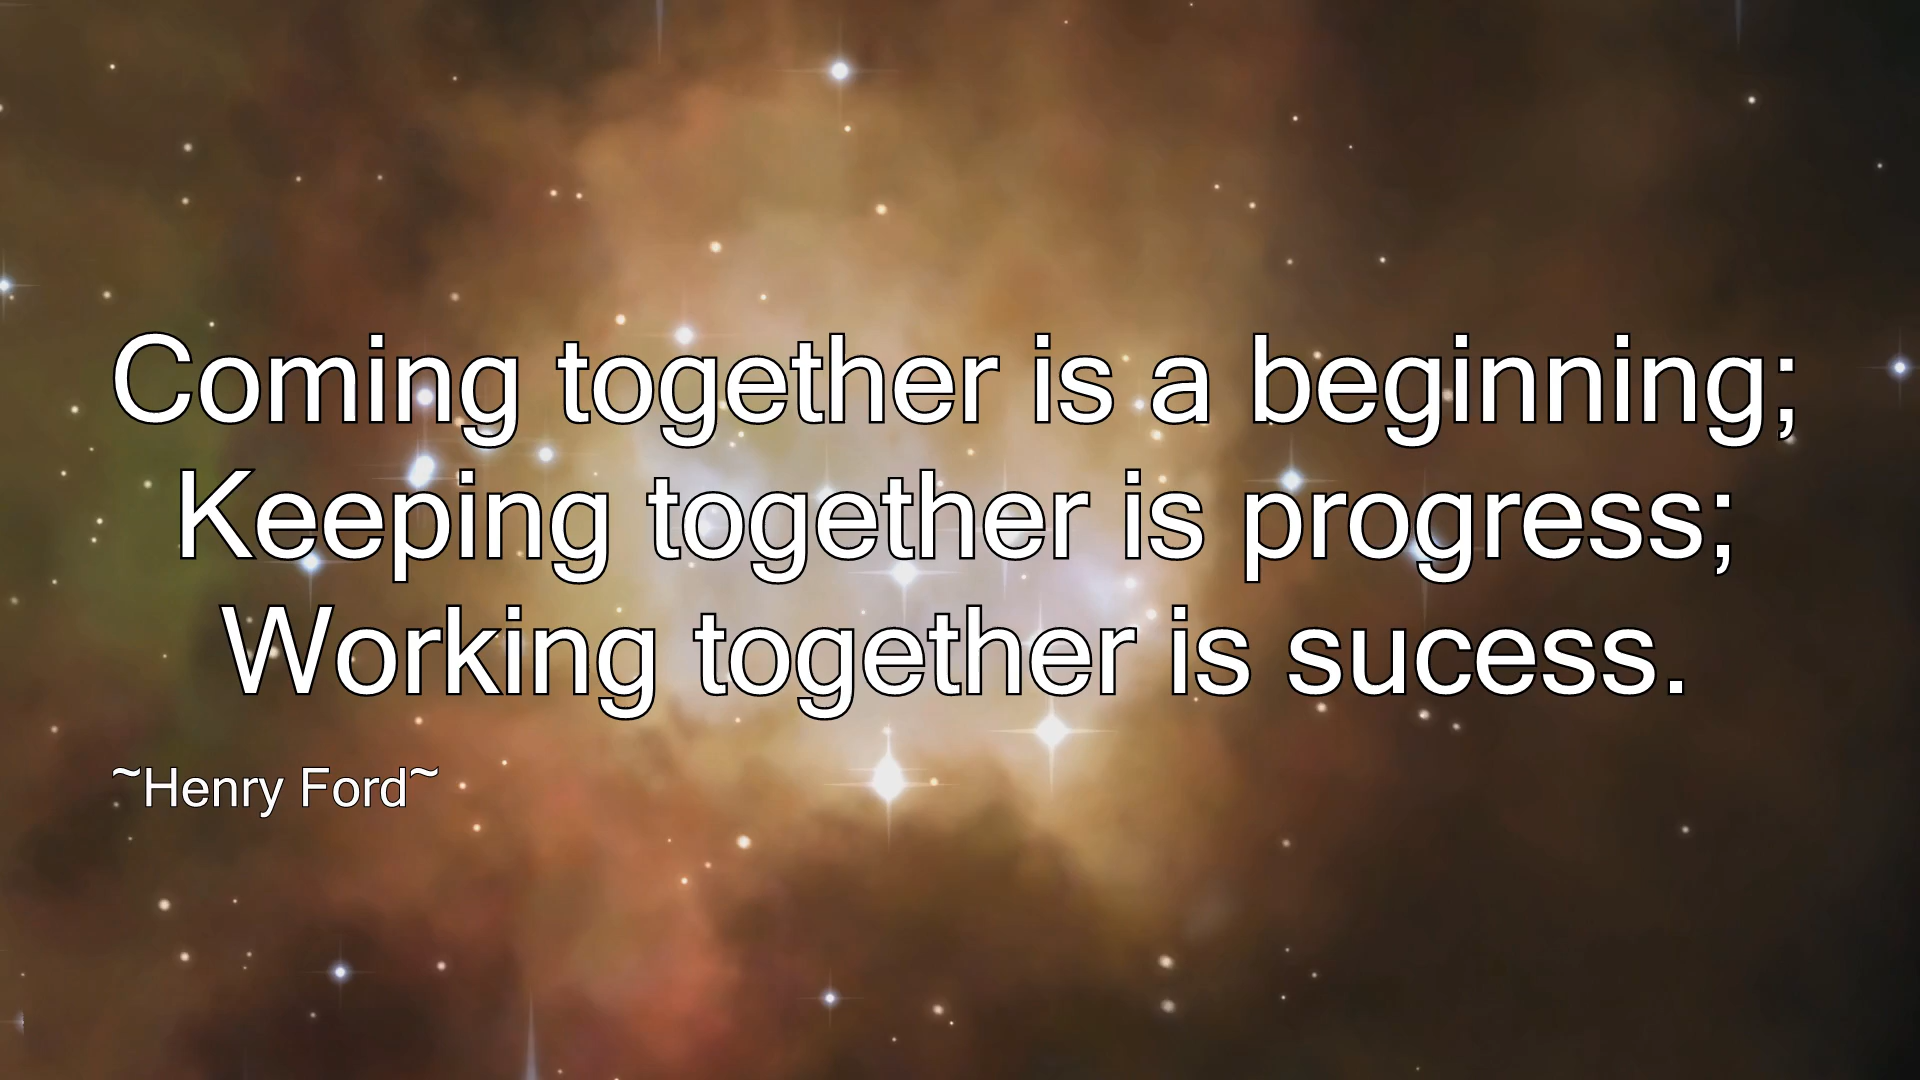 Coming together is a beginning;
Keeping together is progress;
Working together is sucess.
~Henry Ford~